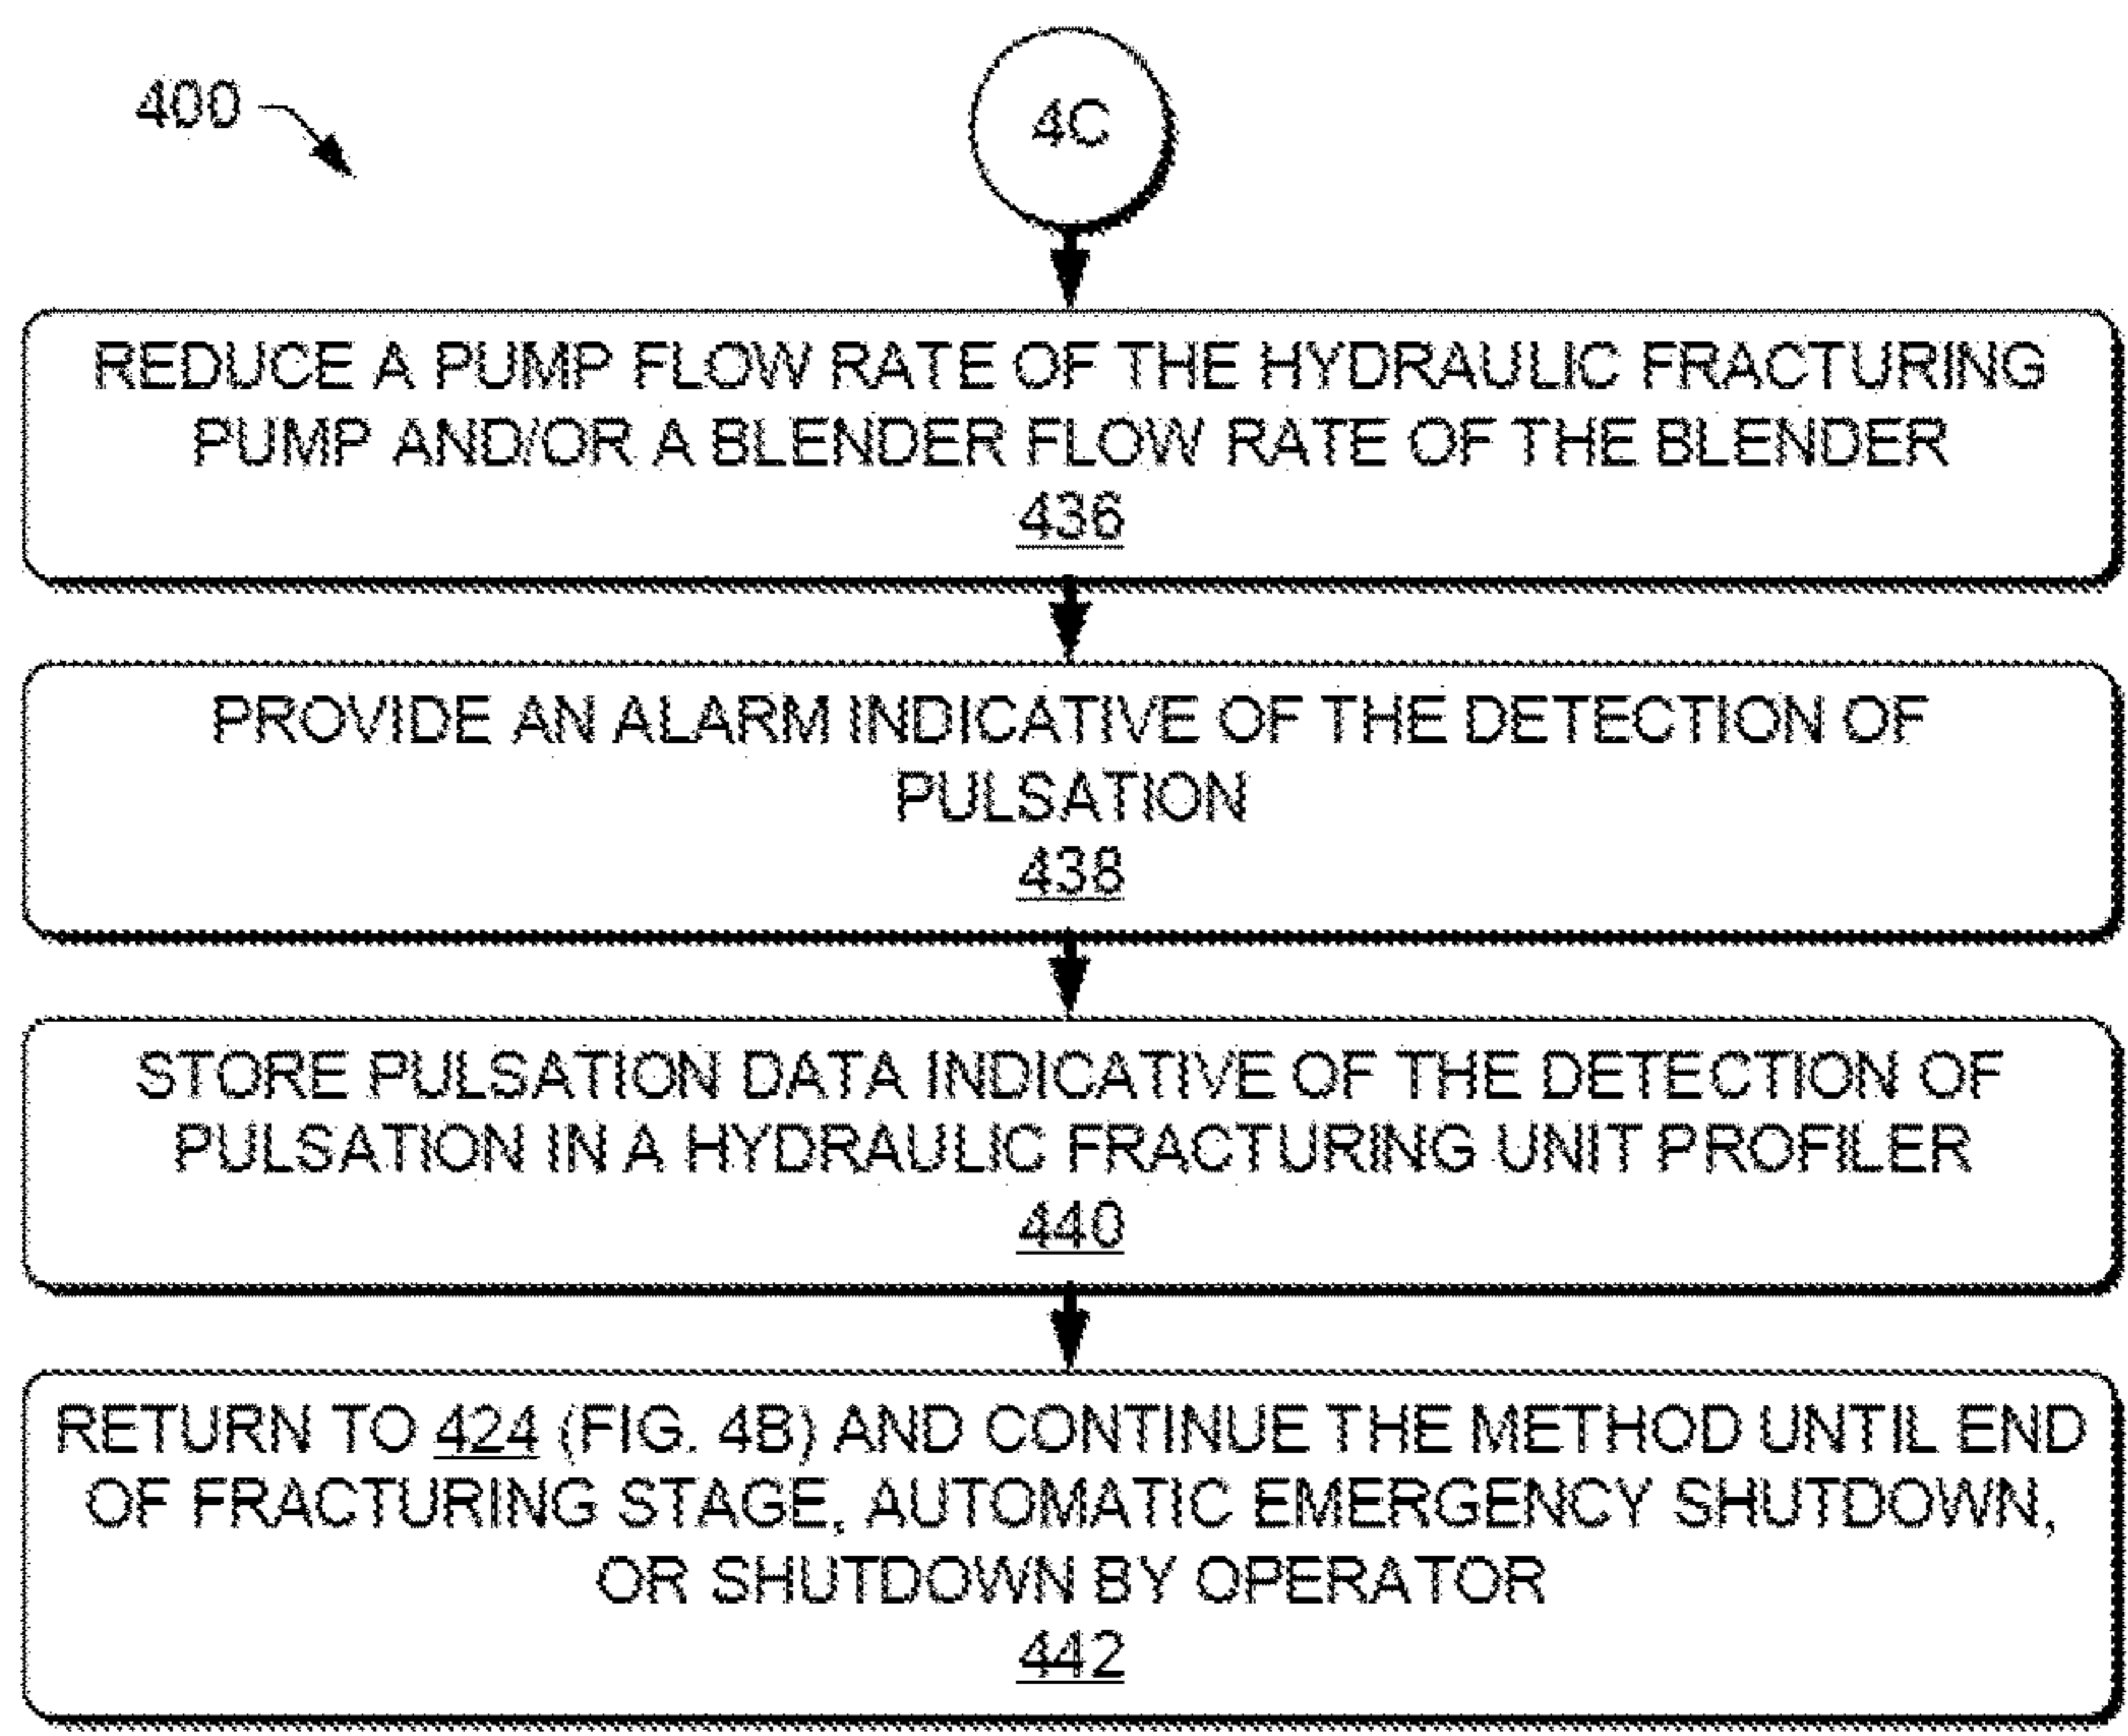 400
4C
REDUCE A PUMP FLOW RATE OF THE HYDRAULIC FRACTURING
PUMP AND/OR A BLENDER FLOW RATE OF THE BLENDER
436
PROVIDE AN ALARM INDICATIVE OF THE DETECTION OF
PULSATION
438
STORE PULSATION DATA INDICATIVE OF THE DETECTION OF
PULSATION IN A HYDRAULIC FRACTURING UNIT PROFILER
440
RETURN TO 424 (FIG. 4B) AND CONTINUE THE METHOD UNTIL END
OF FRACTURING STAGE, AUTOMATIC EMERGENCY SHUTDOWN,
OR SHUTDOWN BY OPERATOR
442